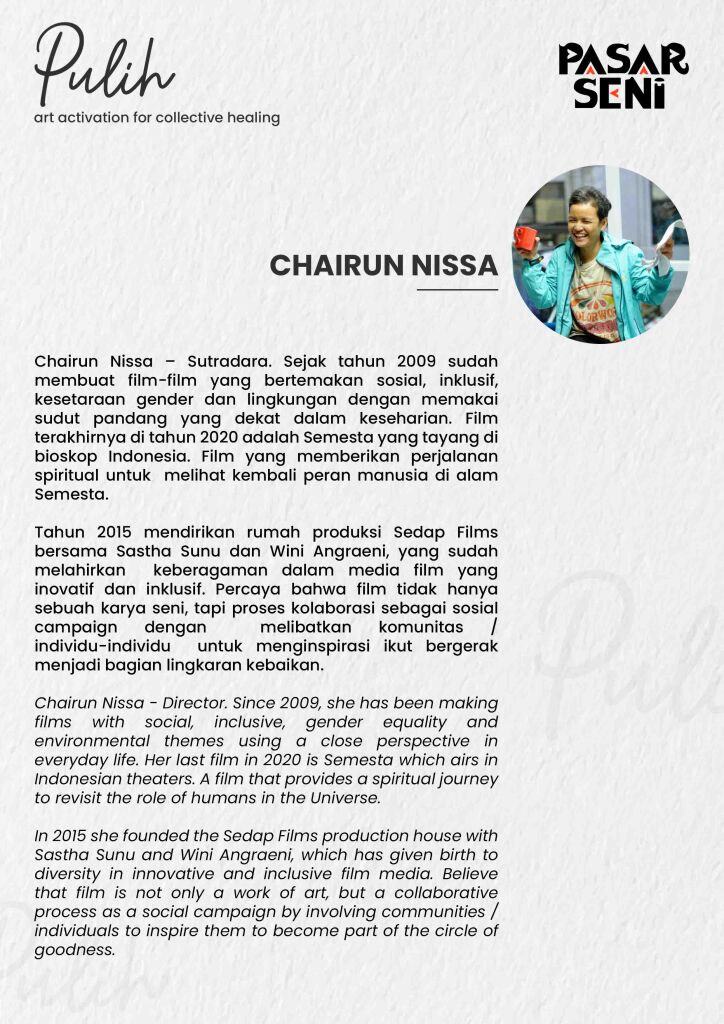 Pulih
art activation for collective healing
PASAR
SENI
CHAIRUN NISSA
Chairun Nissa – Sutradara. Sejak tahun 2009 sudah
membuat film-film yang bertemakan sosial, inklusif,
kesetaraan gender dan lingkungan dengan memakai
sudut pandang yang dekat dalam keseharian. Film
terakhirnya di tahun 2020 adalah Semesta yang tayang di
bioskop Indonesia. Film yang memberikan perjalanan
spiritual untuk melihat kembali peran manusia di alam
Semesta.
Tahun 2015 mendirikan rumah produksi Sedap Films
bersama Sastha Sunu dan Wini Angraeni, yang sudah
melahirkan keberagaman dalam media film yang
inovatif dan inklusif. Percaya bahwa film tidak hanya
sebuah karya seni, tapi proses kolaborasi sebagai sosial
campaign dengan melibatkan komunitas /
individu-individu untuk menginspirasi ikut bergerak
menjadi bagian lingkaran kebaikan.
Chairun Nissa - Director. Since 2009, she has been making
films with social, inclusive, gender equality and
environmental themes using a close perspective in
everyday life. Her last film in 2020 is Semesta which airs in
Indonesian theaters. A film that provides a spiritual journey
to revisit the role of humans in the Universe.
In 2015 she founded the Sedap Films production house with
Sastha Sunu and Wini Angraeni, which has given birth to
diversity in innovative and inclusive film media. Believe
that film is not only a work of art, but a collaborative
process as a social campaign by involving communities /
individuals to inspire them to become part of the circle of
goodness.